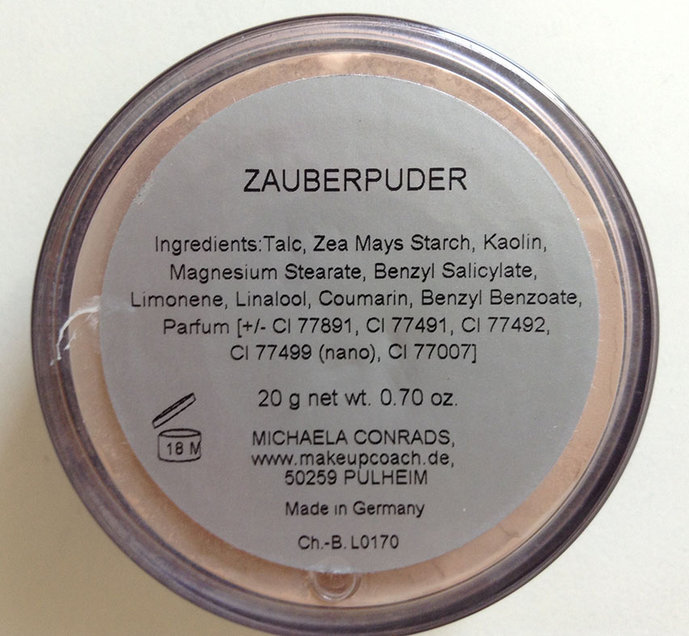 ZAUBERPUDER
Ingredients:Talc, Zea Mays Starch, Kaolin,
Magnesium Stearate, Benzyl Salicylate,
Limonene, Linalool, Coumarin, Benzyl Benzoate,
Parfum [+/- CI 77891, CI 77491, CI 77492,
CI 77499 (nano), CI 77007]
20 g net wt. 0.70 oz.
18 M
MICHAELA CONRADS,
www.makeupcoach.de,
50259 PULHEIM
Made in Germany
Ch.-B. L0170